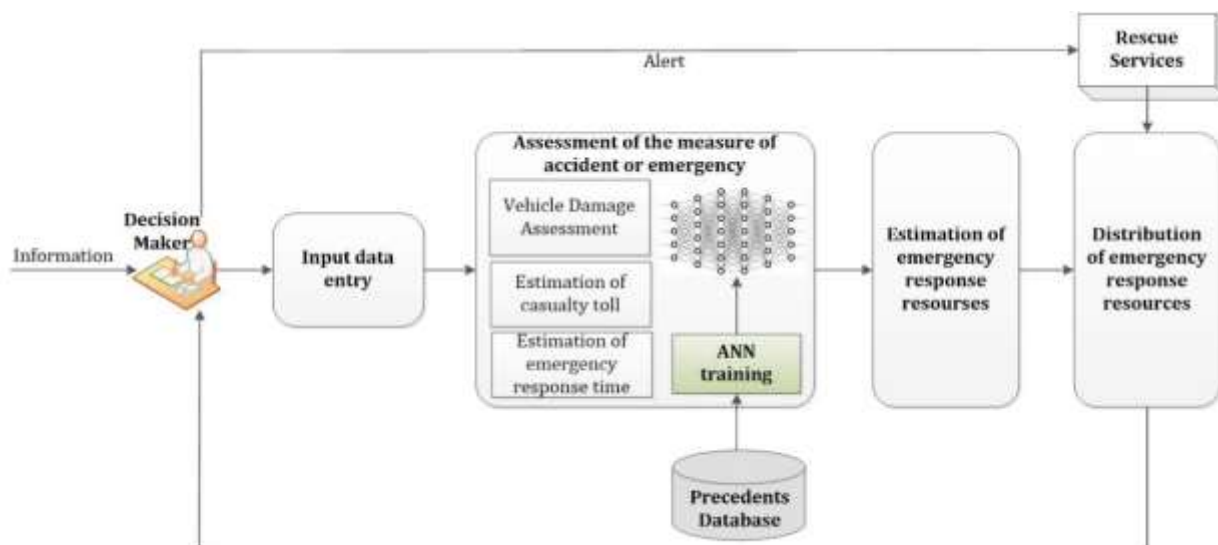 Rescue
Services
Alert
Assessment of the measure of
accident or emergency
Decision
Maker
Information
Input data
entry
Vehicle Damage
Assessment
Estimation of
casualty toll
Estimation of
emergency
response time
ANN
training
Estimation of
emergency
response
resourses
Distribution
of emergency
response
resources
Precedents
Database